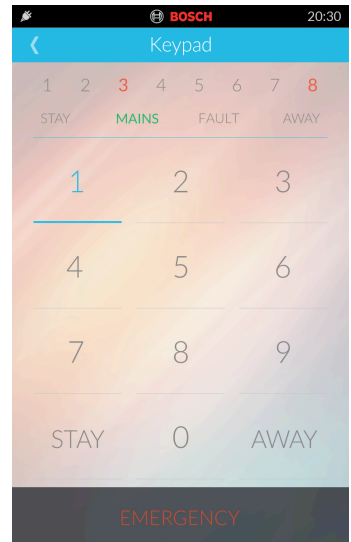 BOSCH 20:30
Keypad
1 2 3 4 5 6 7 8
STAY MAINS FAULT AWAY
1 2 3
4 5 6
7 8 9
STAY 0 AWAY
EMERGENCY